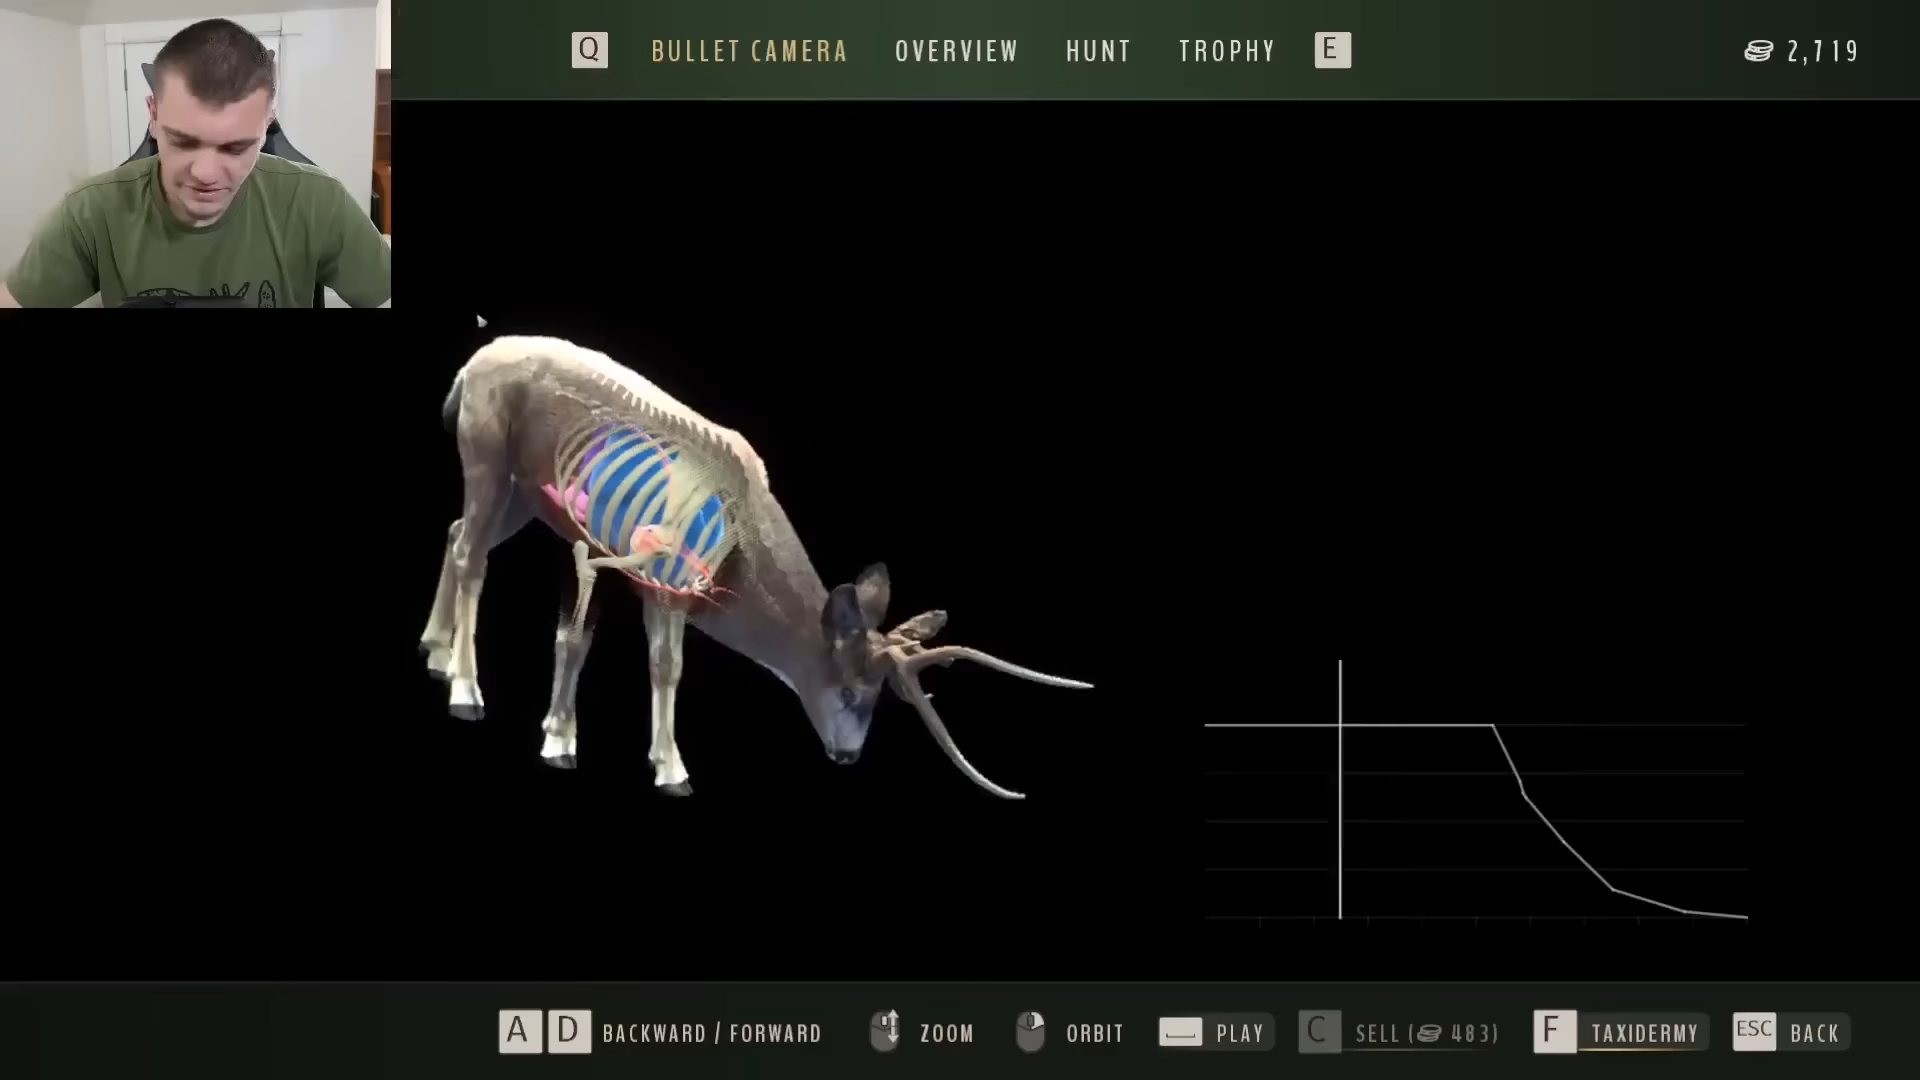 Q BULLET CAMERA OVERVIEW HUNT TROPHY E 2,719
A D BACKWARD / FORWARD ZOOM ORBIT PLAY C SELL ( 483) F TAXIDERMY ESC BACK